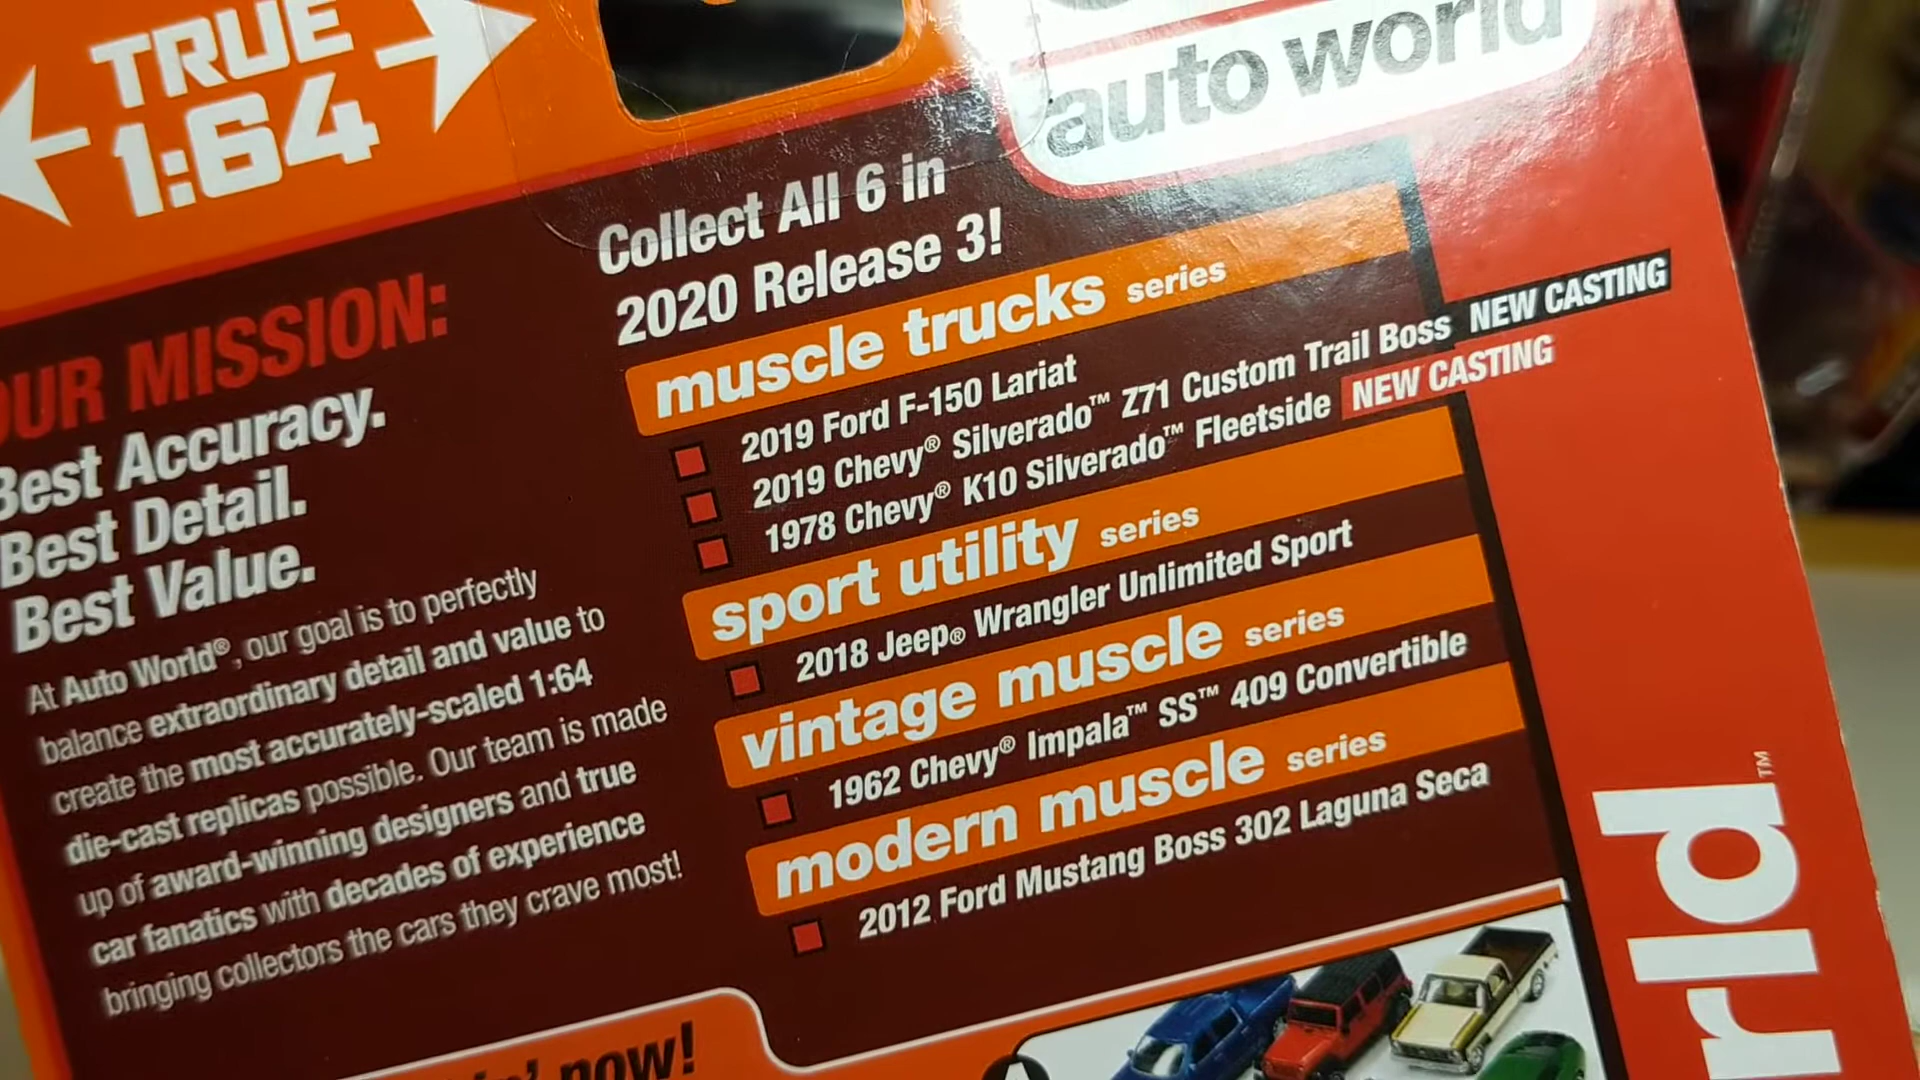 TRUE
1:64
auto world
OUR MISSION:
Best Accuracy.
Best Detail.
Best Value.
At Auto World®, our goal is to perfectly
balance extraordinary detail and value to
create the most accurately-scaled 1:64
die-cast replicas possible. Our team is made
up of award-winning designers and true
car fanatics with decades of experience
bringing collectors the cars they crave most!
now!
Collect All 6 in
2020 Release 3!
muscle trucks series
2019 Ford F-150 Lariat
2019 Chevy® Silverado™ Z71 Custom Trail Boss NEW CASTING
1978 Chevy® K10 Silverado™ Fleetside NEW CASTING
sport utility series
2018 Jeep® Wrangler Unlimited Sport
vintage muscle series
1962 Chevy® Impala™ SS™ 409 Convertible
modern muscle series
2012 Ford Mustang Boss 302 Laguna Seca
rld™